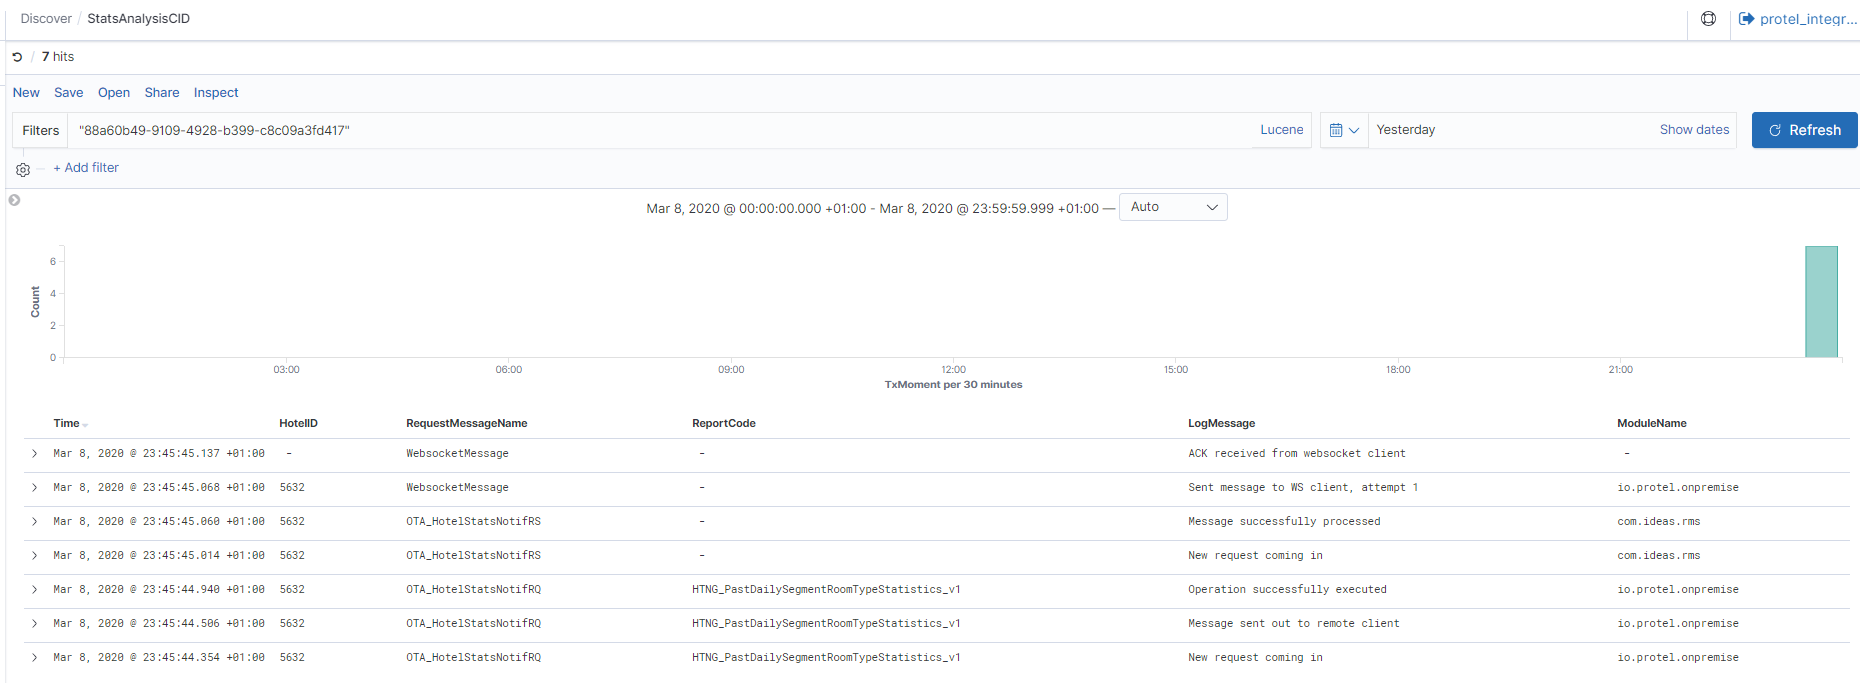 Discover / StatsAnalysisCID
protel_integr...
/ 7 hits
New Save Open Share Inspect
Filters "88a60b49-9109-4928-b399-c8c09a3fd417" Lucene Yesterday Show dates Refresh
+ Add filter
Mar 8, 2020 @ 00:00:00.000 +01:00 - Mar 8, 2020 @ 23:59:59.999 +01:00 — Auto
Count
6
4
2
0
03:00 06:00 09:00 12:00 15:00 18:00 21:00
TxMoment per 30 minutes
Time HotelID RequestMessageName ReportCode LogMessage ModuleName
Mar 8, 2020 @ 23:45:45.137 +01:00 - WebsocketMessage - ACK received from websocket client -
Mar 8, 2020 @ 23:45:45.068 +01:00 5632 WebsocketMessage - Sent message to WS client, attempt 1 io.protel.onpremise
Mar 8, 2020 @ 23:45:45.060 +01:00 5632 OTA_HotelStatsNotifRS - Message successfully processed com.ideas.rms
Mar 8, 2020 @ 23:45:45.014 +01:00 5632 OTA_HotelStatsNotifRS - New request coming in com.ideas.rms
Mar 8, 2020 @ 23:45:44.940 +01:00 5632 OTA_HotelStatsNotifRQ HTNG_PastDailySegmentRoomTypeStatistics_v1 Operation successfully executed io.protel.onpremise
Mar 8, 2020 @ 23:45:44.506 +01:00 5632 OTA_HotelStatsNotifRQ HTNG_PastDailySegmentRoomTypeStatistics_v1 Message sent out to remote client io.protel.onpremise
Mar 8, 2020 @ 23:45:44.354 +01:00 5632 OTA_HotelStatsNotifRQ HTNG_PastDailySegmentRoomTypeStatistics_v1 New request coming in io.protel.onpremise